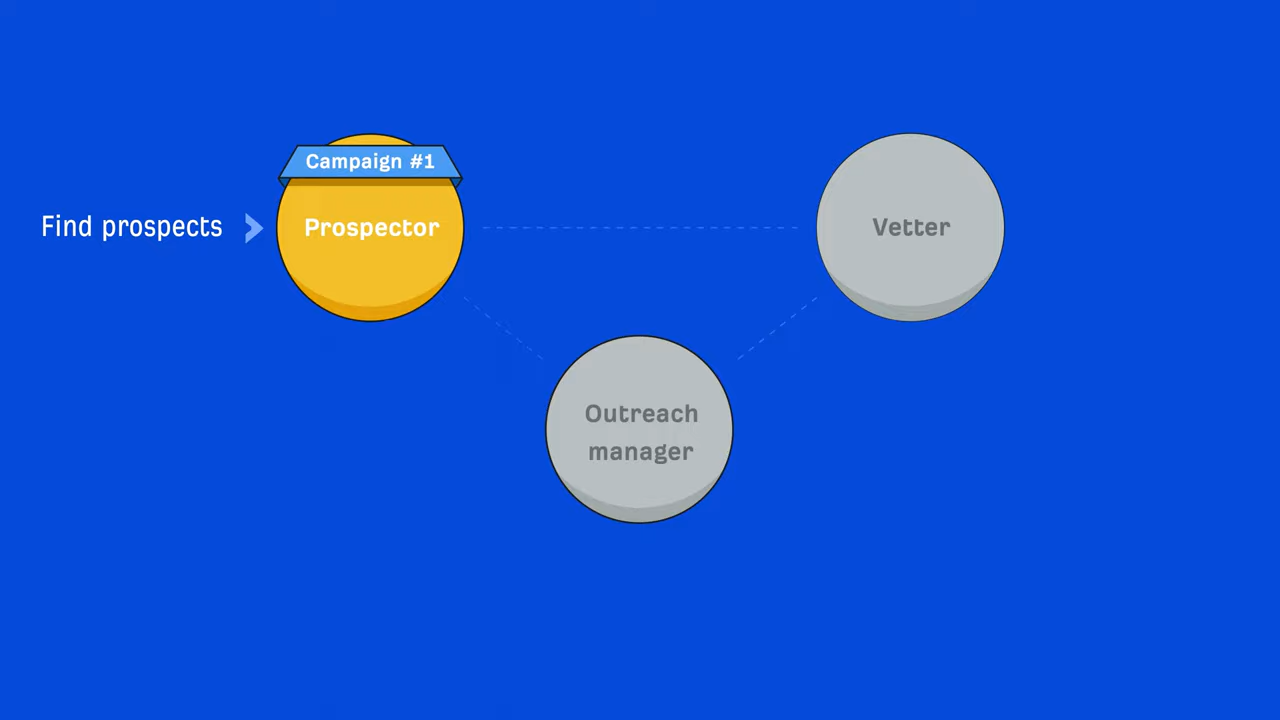 Campaign #1
Find prospects
Prospector
Vetter
Outreach
manager